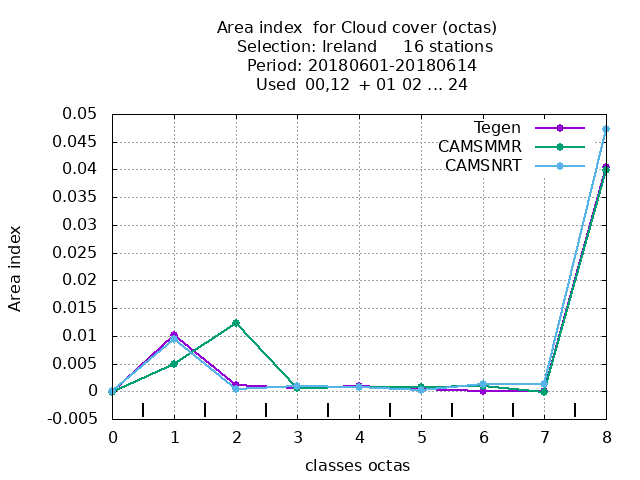 Area index  for Cloud cover (octas)
Selection: Ireland     16 stations
Period: 20180601-20180614
Used  00,12  + 01 02 ... 24
Tegen
CAMSMMR
CAMSNRT
0.05
0.045
0.04
0.035
0.03
0.025
0.02
0.015
0.01
0.005
0
-0.005
Area index
0 1 2 3 4 5 6 7 8
classes octas